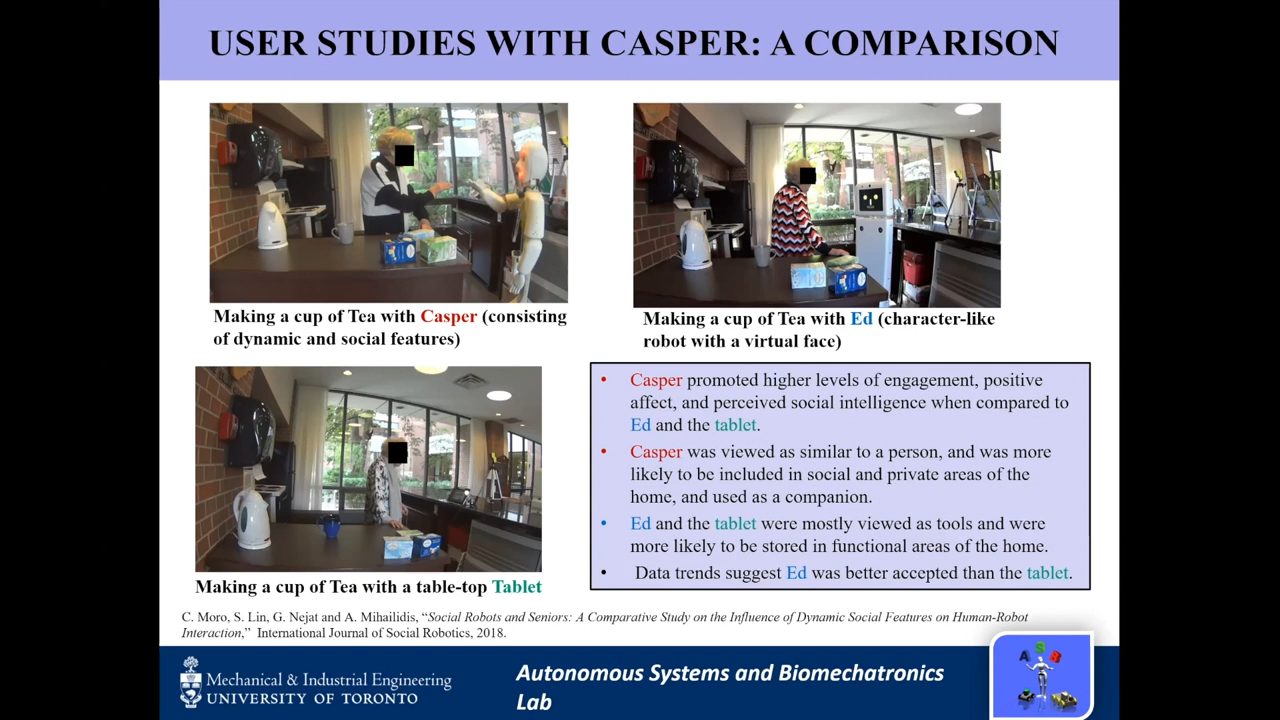 USER STUDIES WITH CASPER: A COMPARISON
Making a cup of Tea with Casper (consisting
of dynamic and social features)
Making a cup of Tea with Ed (character-like
robot with a virtual face)
Making a cup of Tea with a table-top Tablet
• Casper promoted higher levels of engagement, positive
affect, and perceived social intelligence when compared to
Ed and the tablet.
• Casper was viewed as similar to a person, and was more
likely to be included in social and private areas of the
home, and used as a companion.
• Ed and the tablet were mostly viewed as tools and were
more likely to be stored in functional areas of the home.
• Data trends suggest Ed was better accepted than the tablet.
C. Moro, S. Lin, G. Nejat and A. Mihailidis, “Social Robots and Seniors: A Comparative Study on the Influence of Dynamic Social Features on Human-Robot
Interaction,” International Journal of Social Robotics, 2018.
Mechanical & Industrial Engineering
UNIVERSITY OF TORONTO
Autonomous Systems and Biomechatronics
Lab
ASB